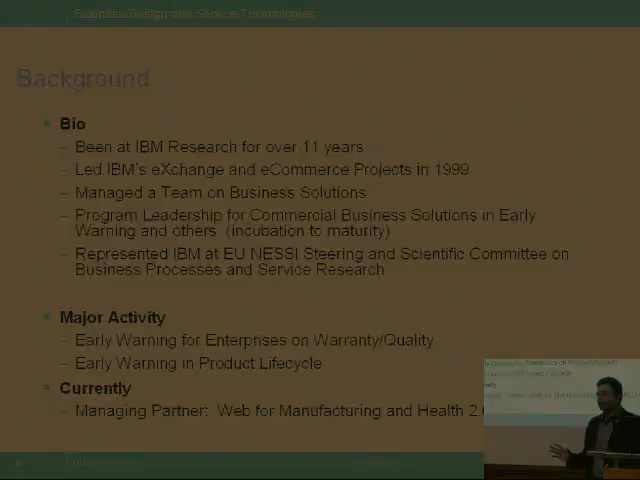 Business Design and Service Technologies
Background
Bio
– Been at IBM Research for over 11 years
– Led IBM's eXchange and eCommerce Projects in 1999
– Managed a Team on Business Solutions
– Program Leadership for Commercial Business Solutions in Early
Warning and others (incubation to maturity)
– Represented IBM at EU NESSI Steering and Scientific Committee on
Business Processes and Service Research
Major Activity
– Early Warning for Enterprises on Warranty/Quality
– Early Warning in Product Lifecycle
Currently
– Managing Partner: Web for Manufacturing and Health 2.